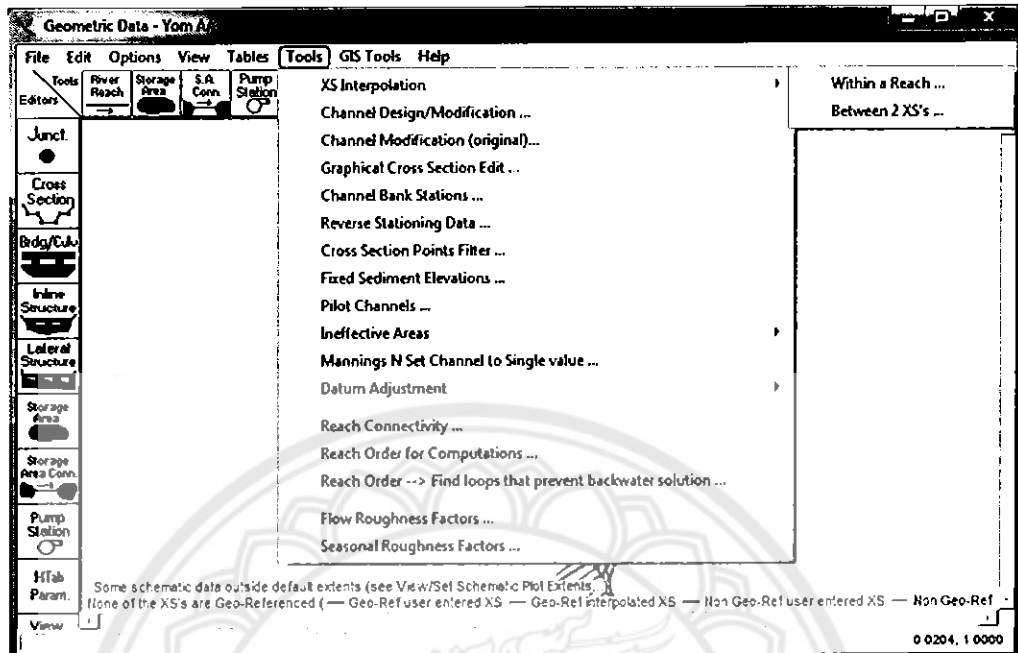 Geometric Data - Yom A
File Edit Options View Tables Tools GIS Tools Help
Tools
Editors
River Reach
Storage Area
S.A. Conn.
Pump Station
XS Interpolation
Within a Reach ...
Between 2 XS's ...
Channel Design/Modification ...
Channel Modification (original)...
Graphical Cross Section Edit ...
Channel Bank Stations ...
Reverse Stationing Data ...
Cross Section Points Filter ...
Fixed Sediment Elevations ...
Pilot Channels ...
Ineffective Areas
Mannings N Set Channel to Single value ...
Datum Adjustment
Reach Connectivity ...
Reach Order for Computations ...
Reach Order --> Find loops that prevent backwater solution ...
Flow Roughness Factors ...
Seasonal Roughness Factors ...
Junct.
Cross Section
Brdg/Culv
Inline Structure
Lateral Structure
Storage Area
Storage Area Conn.
Pump Station
HTab Param.
View
Some schematic data outside default extents (see View/Set Schematic Plot Extents
None of the XS's are Geo-Referenced ( — Geo-Ref user entered XS — Geo-Ref interpolated XS — Non Geo-Ref user entered XS — Non Geo-Ref
0.0204, 1.0000